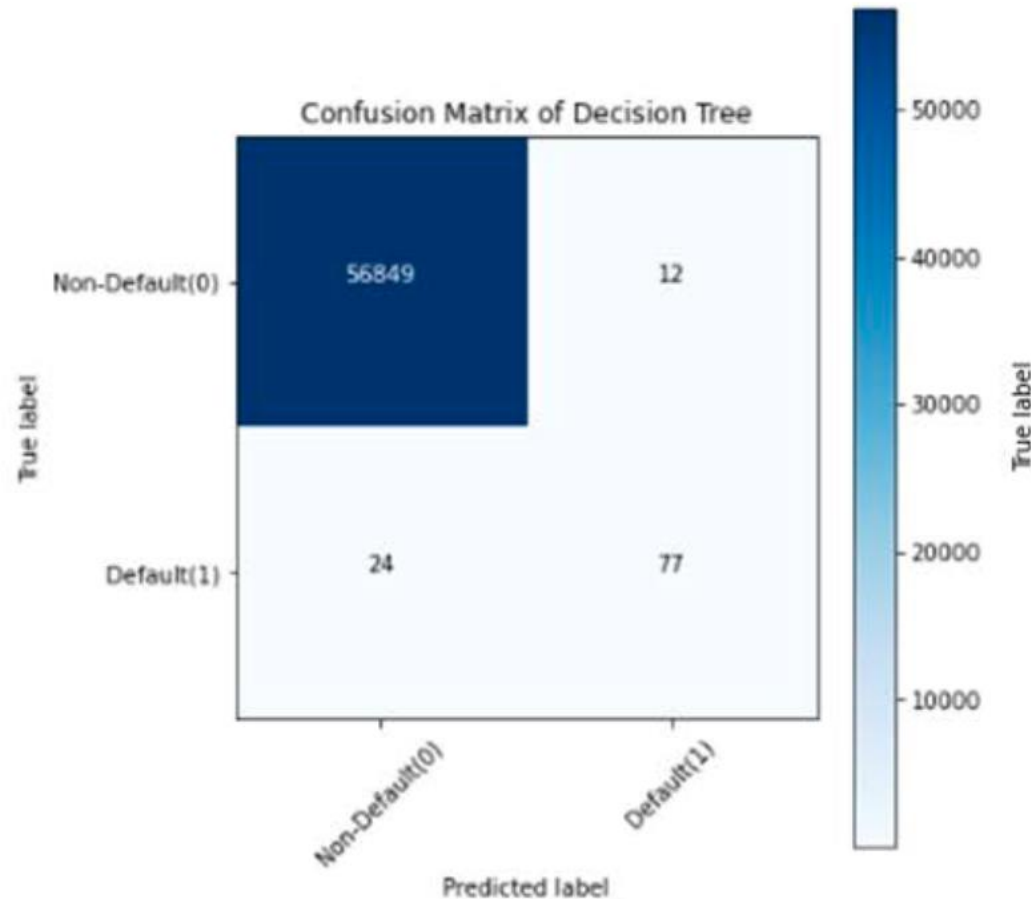 Confusion Matrix of Decision Tree
50000
40000
30000
20000
10000
True label
Non-Default(0)
Default(1)
56849
12
24
77
Non-Default(0)
Default(1)
Predicted label
True label